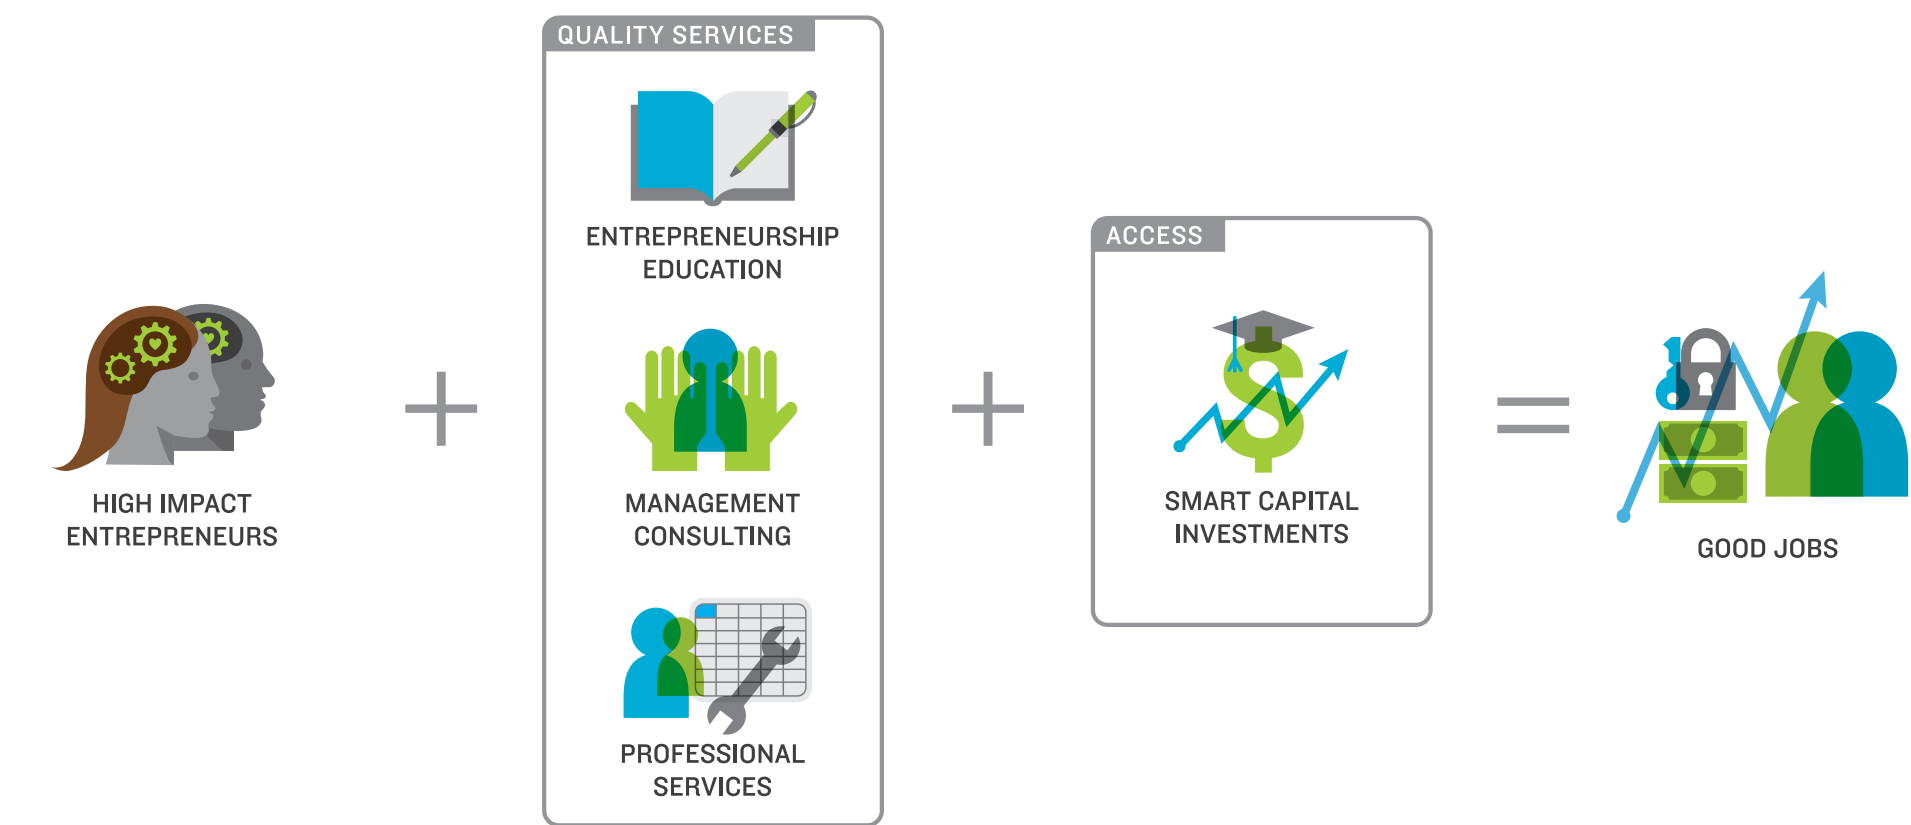 HIGH IMPACT
ENTREPRENEURS
QUALITY SERVICES
ENTREPRENEURSHIP
EDUCATION
MANAGEMENT
CONSULTING
PROFESSIONAL
SERVICES
ACCESS
SMART CAPITAL
INVESTMENTS
GOOD JOBS